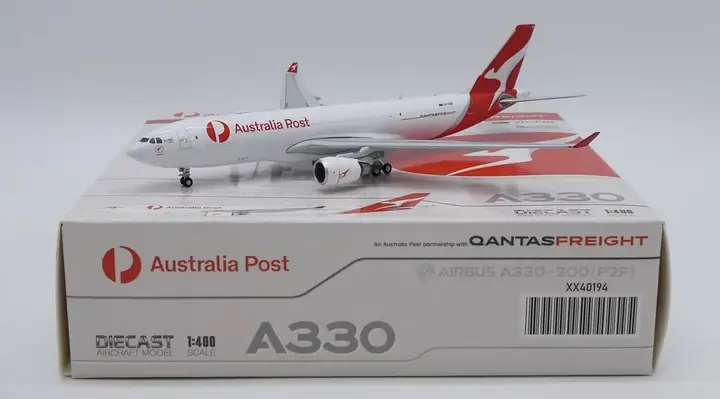 Australia Post
QANTASFREIGHT
A330
DIECAST 1:400
An Australia Post partnership with QANTASFREIGHT
Australia Post
AIRBUS A330-200(P2F)
XX40194
DIECAST
AIRCRAFT MODEL
1:400
SCALE
A330